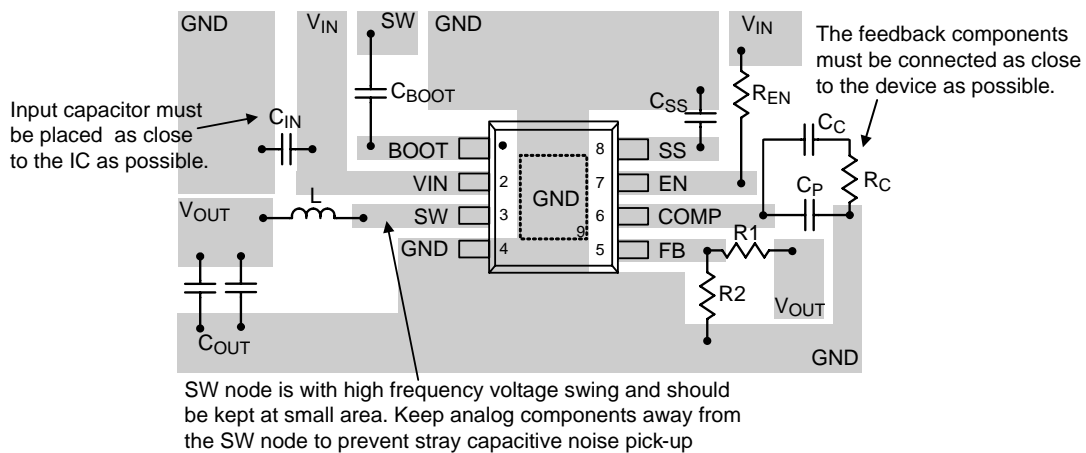 GND
VIN
SW
GND
VIN
The feedback components
must be connected as close
to the device as possible.
Input capacitor must
be placed as close
to the IC as possible.
CIN
CBOOT
CSS
REN
CC
RC
CP
BOOT
8
SS
VIN
2
GND
7
EN
L
SW
3
6
COMP
VOUT
GND
4
9
5
FB
R1
R2
VOUT
COUT
GND
SW node is with high frequency voltage swing and should
be kept at small area. Keep analog components away from
the SW node to prevent stray capacitive noise pick-up